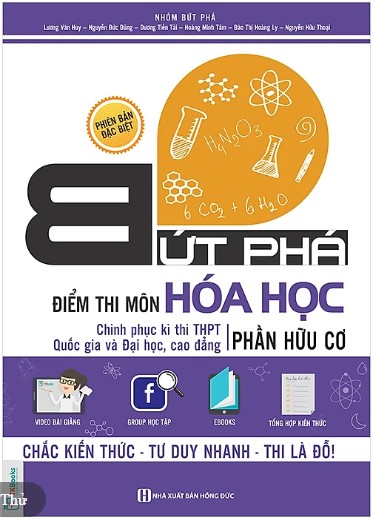 NHÓM BỨT PHÁ
Lương Văn Huy – Nguyễn Đức Dũng – Dương Tiến Tài – Hoàng Minh Tâm – Đào Thị Hoàng Ly – Nguyễn Hữu Thoại
PHIÊN BẢN
ĐẶC BIỆT
H4N2O3
6 CO2 + 6 H2O
BỨT PHÁ
ĐIỂM THI MÔN HÓA HỌC
Chinh phục kì thi THPT
Quốc gia và Đại học, cao đẳng
PHẦN HỮU CƠ
VIDEO BÀI GIẢNG
GROUP HỌC TẬP
EBOOKS
TỔNG HỢP KIẾN THỨC
CHẮC KIẾN THỨC - TƯ DUY NHANH - THI LÀ ĐỖ!
Books
Thử
NHÀ XUẤT BẢN HỒNG ĐỨC